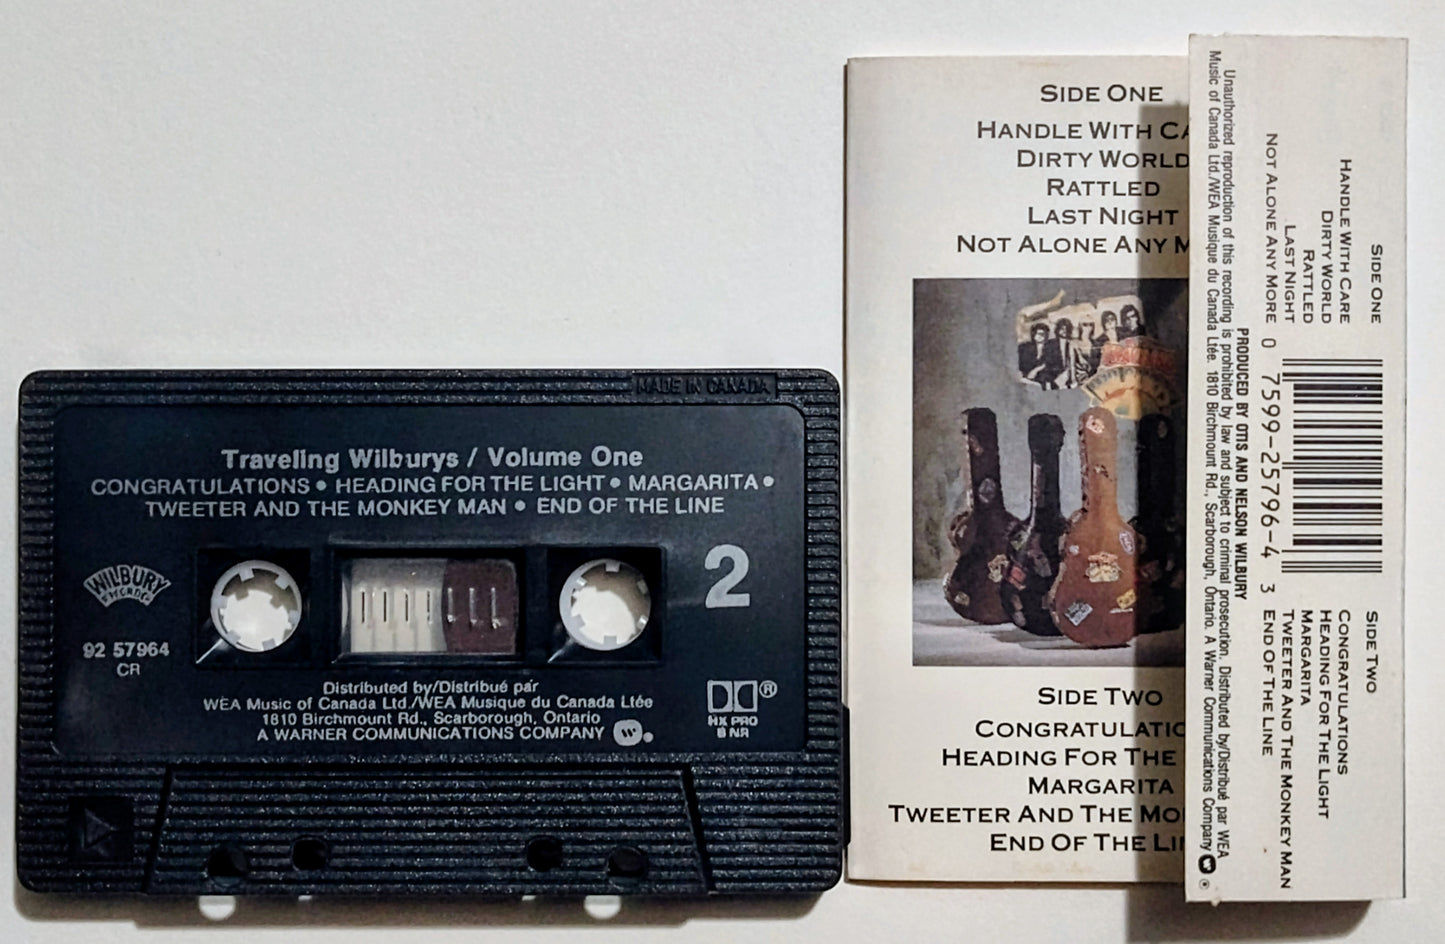 MADE IN CANADA
Traveling Wilburys / Volume One
CONGRATULATIONS • HEADING FOR THE LIGHT • MARGARITA •
TWEETER AND THE MONKEY MAN • END OF THE LINE
2
WILBURY
RECORDS
92 57964
CR
Distributed by/Distribué par
WEA Music of Canada Ltd./WEA Musique du Canada Ltée
1810 Birchmount Rd., Scarborough, Ontario
A WARNER COMMUNICATIONS COMPANY
®
HX PRO
B NR
SIDE ONE
HANDLE WITH CA
DIRTY WORLD
RATTLED
LAST NIGHT
NOT ALONE ANY M
SIDE TWO
CONGRATULATIO
HEADING FOR THE
MARGARITA
TWEETER AND THE MO
END OF THE LI
SIDE ONE
HANDLE WITH CARE
DIRTY WORLD
RATTLED
LAST NIGHT
NOT ALONE ANY MORE
0 7599-25796-4 3
SIDE TWO
CONGRATULATIONS
HEADING FOR THE LIGHT
MARGARITA
TWEETER AND THE MONKEY MAN
END OF THE LINE
PRODUCED BY OTIS AND NELSON WILBURY
Unauthorized reproduction of this recording is prohibited by law and subject to criminal prosecution. Distributed by/Distribué par WEA
Music of Canada Ltd./WEA Musique du Canada Ltée. 1810 Birchmount Rd., Scarborough, Ontario. A Warner Communications Company ®